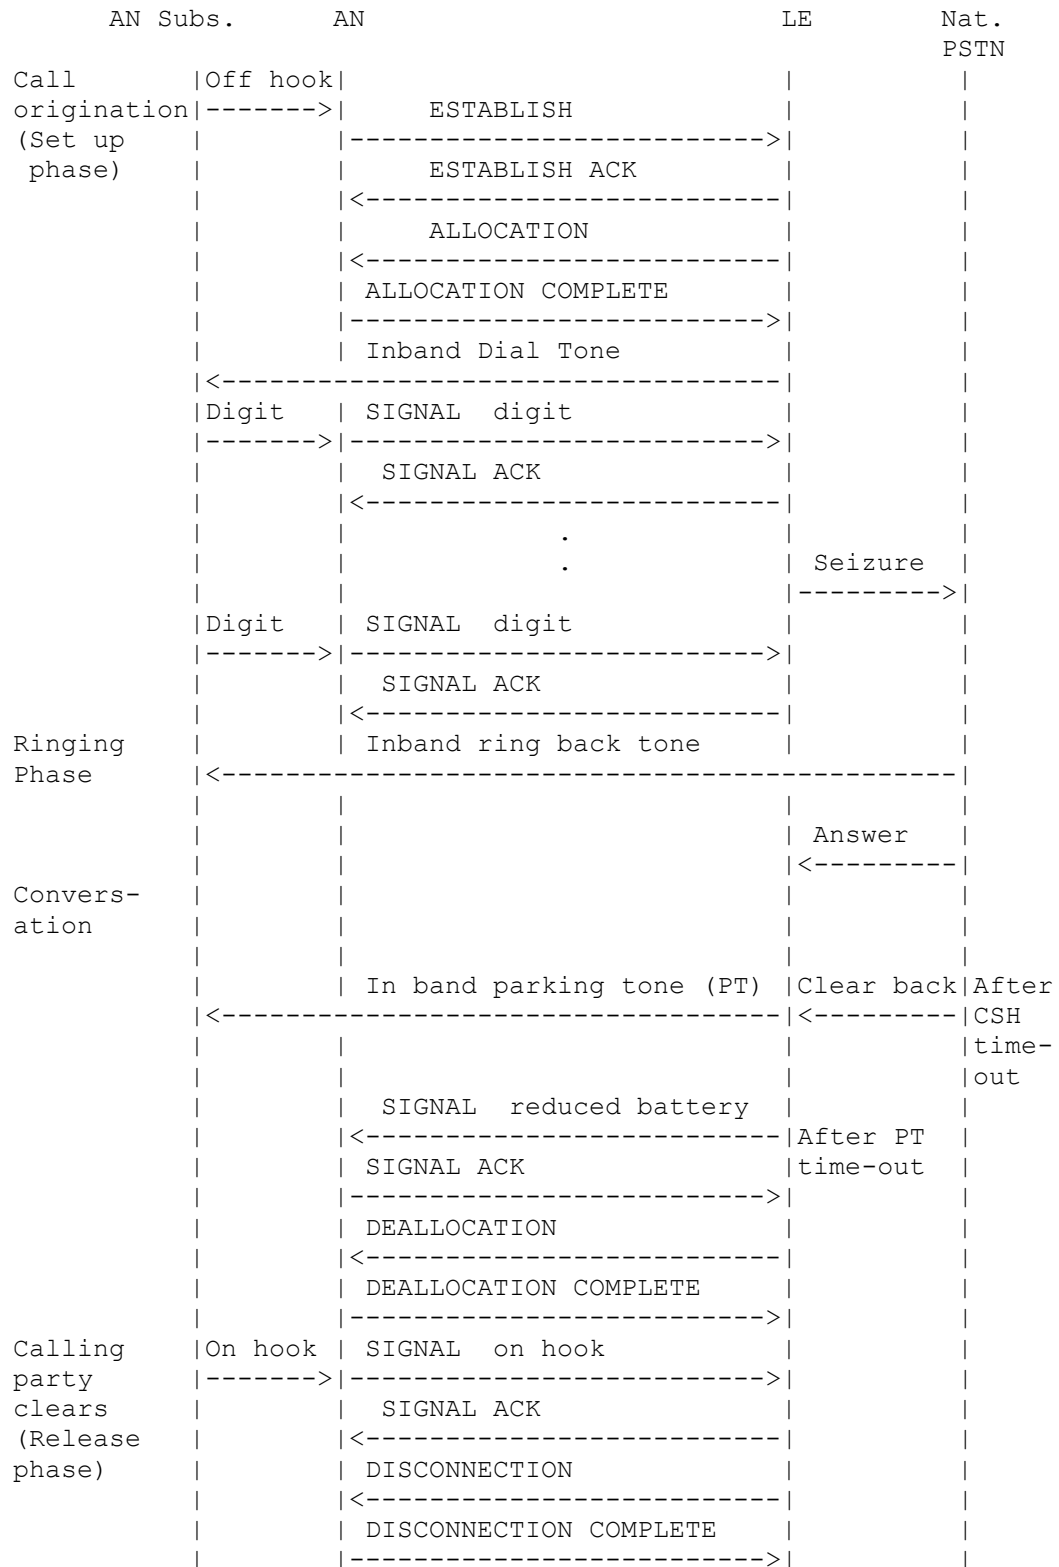 AN Subs. AN LE Nat.
PSTN
Call |Off hook| | |
origination|------->| ESTABLISH | |
(Set up | |-------------------------->| |
phase) | | ESTABLISH ACK | |
| |<--------------------------| |
| | ALLOCATION | |
| |<--------------------------| |
| | ALLOCATION COMPLETE | |
| |-------------------------->| |
| | Inband Dial Tone | |
|<-----------------------------------| |
|Digit | SIGNAL digit | |
|------->|-------------------------->| |
| | SIGNAL ACK | |
| |<--------------------------| |
| | . | |
| | . | Seizure |
| | |--------->|
|Digit | SIGNAL digit | |
|------->|-------------------------->| |
| | SIGNAL ACK | |
| |<--------------------------| |
Ringing | | Inband ring back tone | |
Phase |<----------------------------------------------|
| | | |
| | | Answer |
| | |<---------|
Convers- | | | |
ation | | | |
| | | |
| | In band parking tone (PT) |Clear back|After
|<-----------------------------------|<---------|CSH
| | | |time-
| | | |out
| | SIGNAL reduced battery | |
| |<--------------------------|After PT |
| | SIGNAL ACK |time-out |
| |-------------------------->| |
| | DEALLOCATION | |
| |<--------------------------| |
| | DEALLOCATION COMPLETE | |
| |-------------------------->| |
Calling |On hook | SIGNAL on hook | |
party |------->|-------------------------->| |
clears | | SIGNAL ACK | |
(Release | |<--------------------------| |
phase) | | DISCONNECTION | |
| |<--------------------------| |
| | DISCONNECTION COMPLETE | |
| |-------------------------->| |